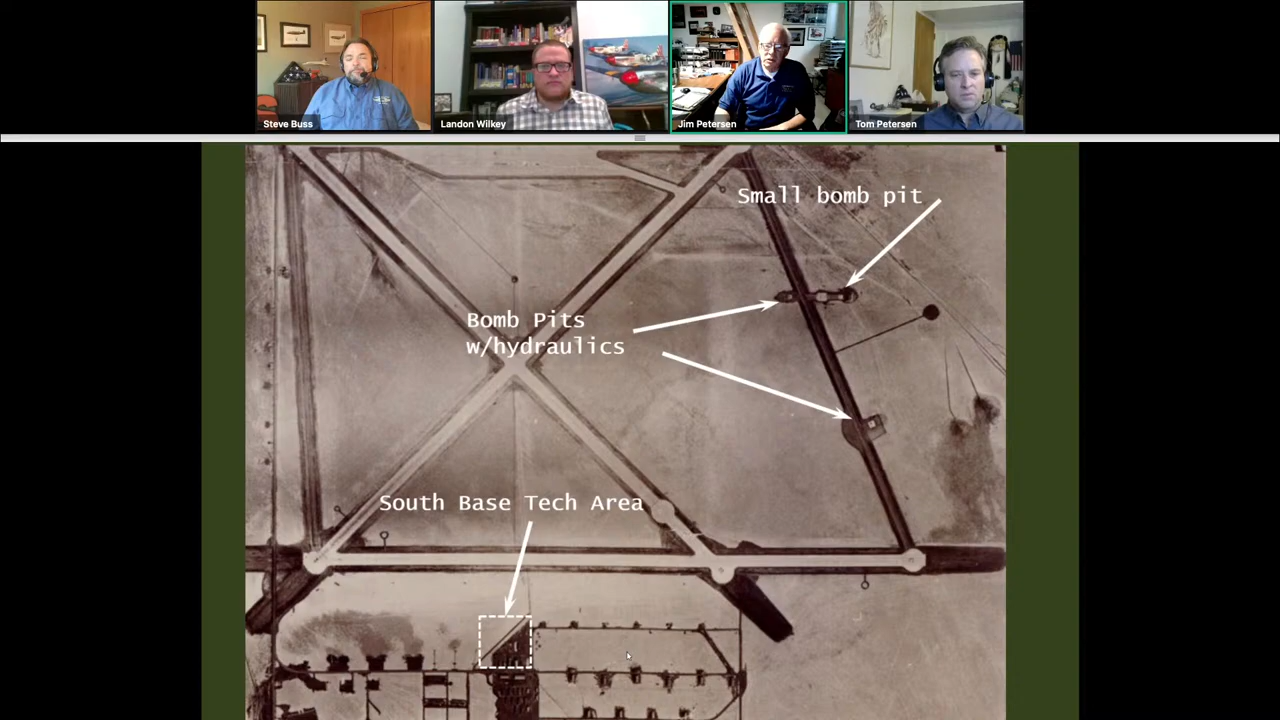 Steve Buss
Landon Wilkey
Jim Petersen
Tom Petersen
Small bomb pit
Bomb Pits
w/hydraulics
South Base Tech Area